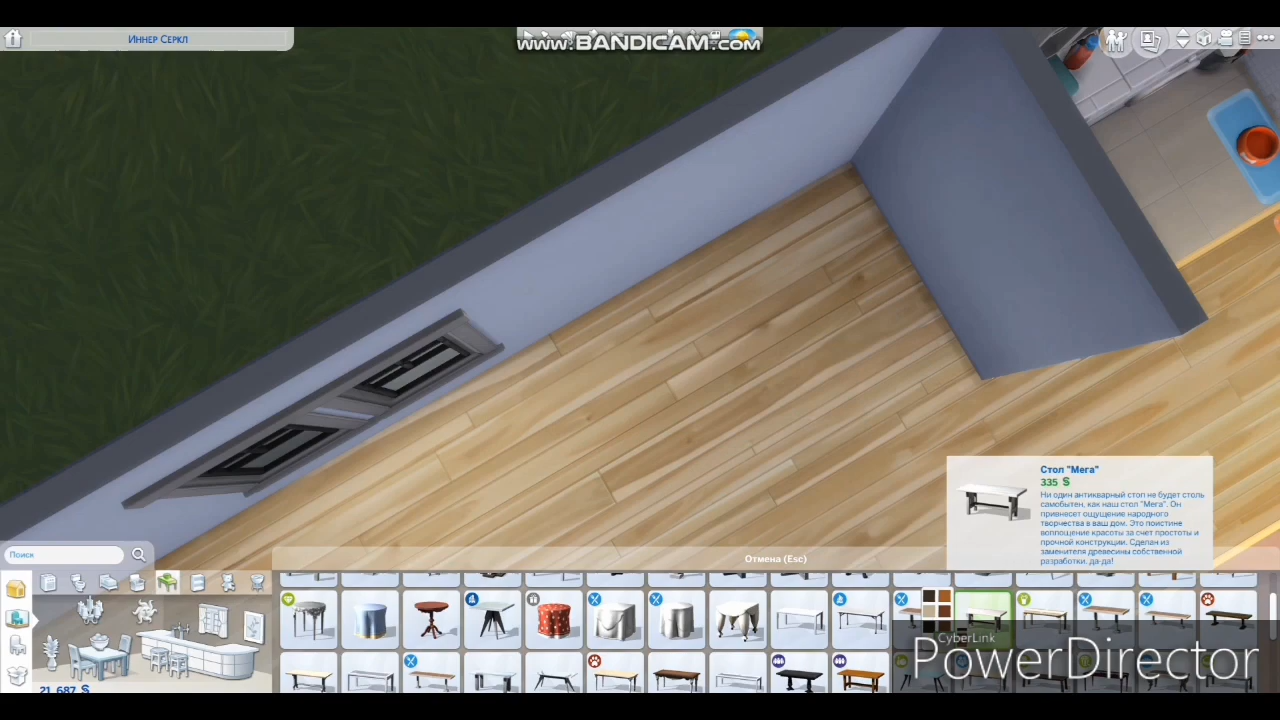 Иннер Серкл
www.BANDICAM.com
Стол "Мега"
335 $
Ни один антикварный стол не будет столь
самобытен, как наш стол "Мега". Он
привнесет ощущение народного
творчества в ваш дом. Это поистине
воплощение красоты за счет простоты и
прочной конструкции. Сделан из
заменителя древесины собственной
разработки. да-да!
Поиск
Отмена (Esc)
CyberLink
PowerDirector
21 687 $